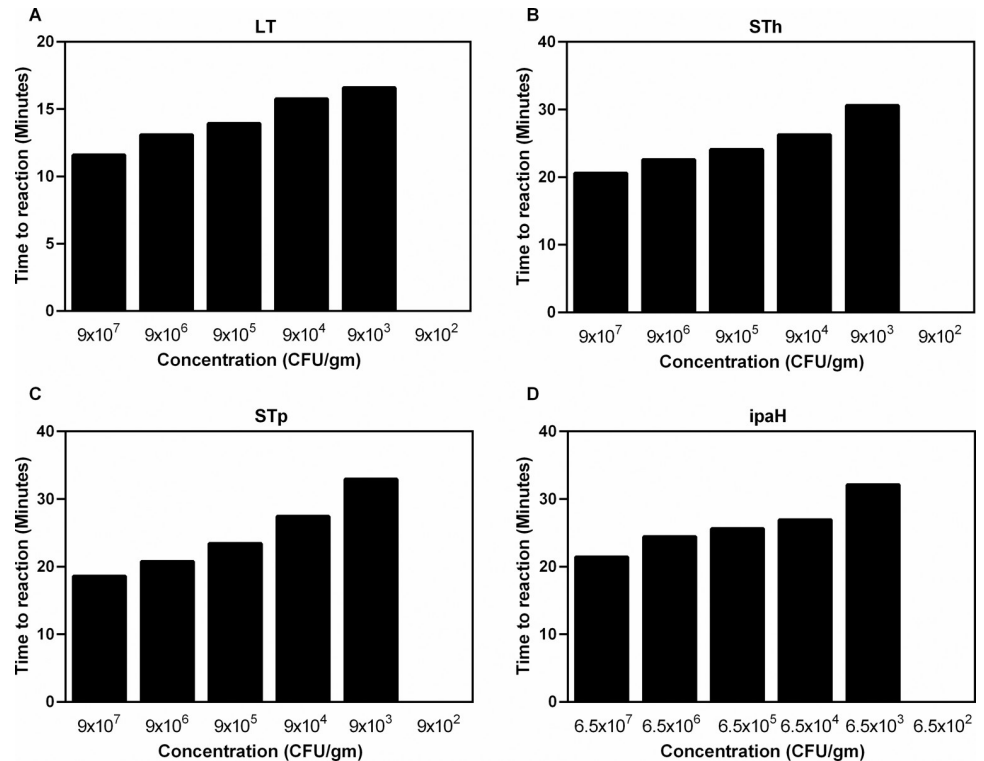 A
LT
20
15
10
5
0
Time to reaction (Minutes)
9x10⁷ 9x10⁶ 9x10⁵ 9x10⁴ 9x10³ 9x10²
Concentration (CFU/gm)
B
STh
40
30
20
10
0
Time to reaction (Minutes)
9x10⁷ 9x10⁶ 9x10⁵ 9x10⁴ 9x10³ 9x10²
Concentration (CFU/gm)
C
STp
40
30
20
10
0
Time to reaction (Minutes)
9x10⁷ 9x10⁶ 9x10⁵ 9x10⁴ 9x10³ 9x10²
Concentration (CFU/gm)
D
ipaH
40
30
20
10
0
Time to reaction (Minutes)
6.5x10⁷ 6.5x10⁶ 6.5x10⁵ 6.5x10⁴ 6.5x10³ 6.5x10²
Concentration (CFU/gm)